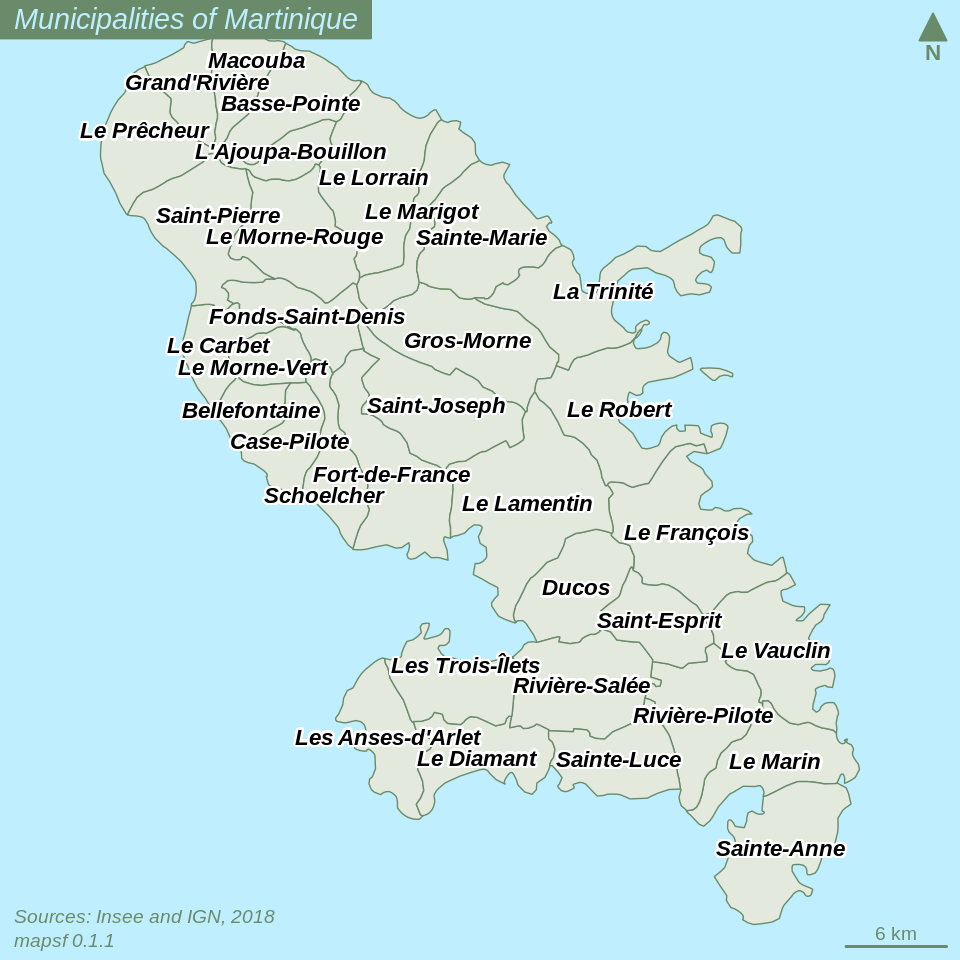 Municipalities of Martinique
N
Macouba
Grand'Rivière
Basse-Pointe
Le Prêcheur
L'Ajoupa-Bouillon
Le Lorrain
Le Marigot
Saint-Pierre
Le Morne-Rouge
Sainte-Marie
La Trinité
Fonds-Saint-Denis
Gros-Morne
Le Carbet
Le Morne-Vert
Saint-Joseph
Le Robert
Bellefontaine
Case-Pilote
Fort-de-France
Schoelcher
Le Lamentin
Le François
Ducos
Saint-Esprit
Le Vauclin
Les Trois-Îlets
Rivière-Salée
Rivière-Pilote
Les Anses-d'Arlet
Le Diamant
Sainte-Luce
Le Marin
Sainte-Anne
Sources: Insee and IGN, 2018
mapsf 0.1.1
6 km